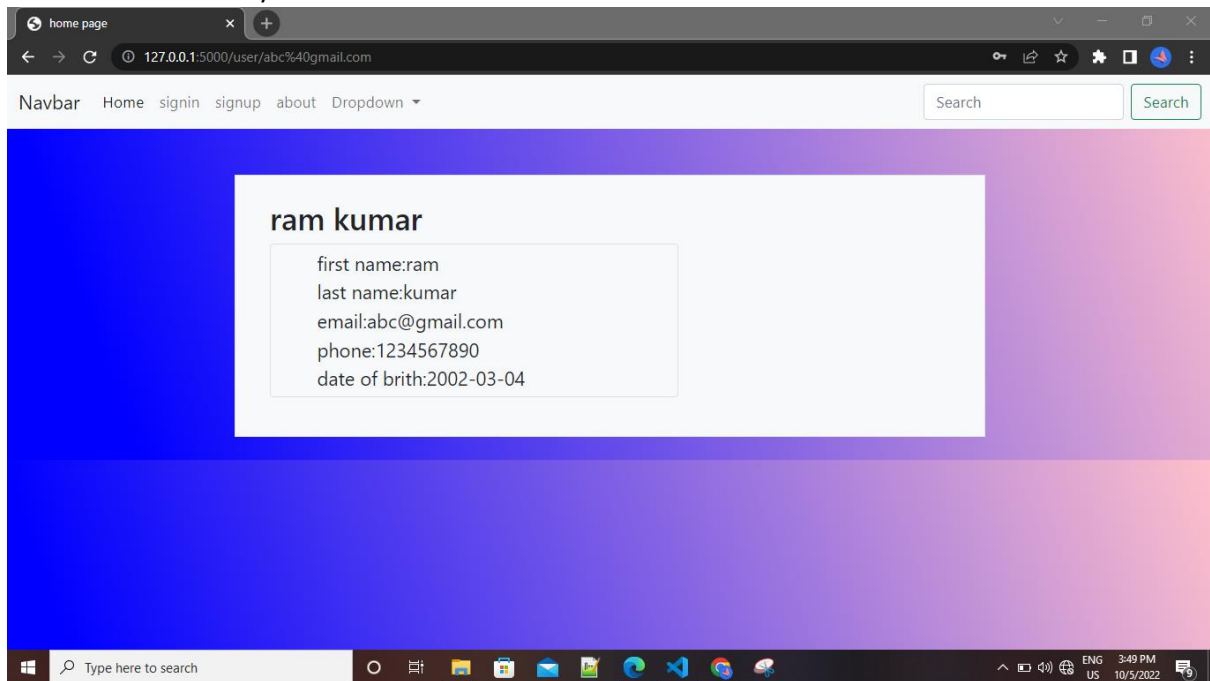 home page
127.0.0.1:5000/user/abc%40gmail.com
Navbar Home signin signup about Dropdown Search Search
ram kumar
first name:ram
last name:kumar
email:abc@gmail.com
phone:1234567890
date of brith:2002-03-04
Type here to search
ENG 3:49 PM
US 10/5/2022
9